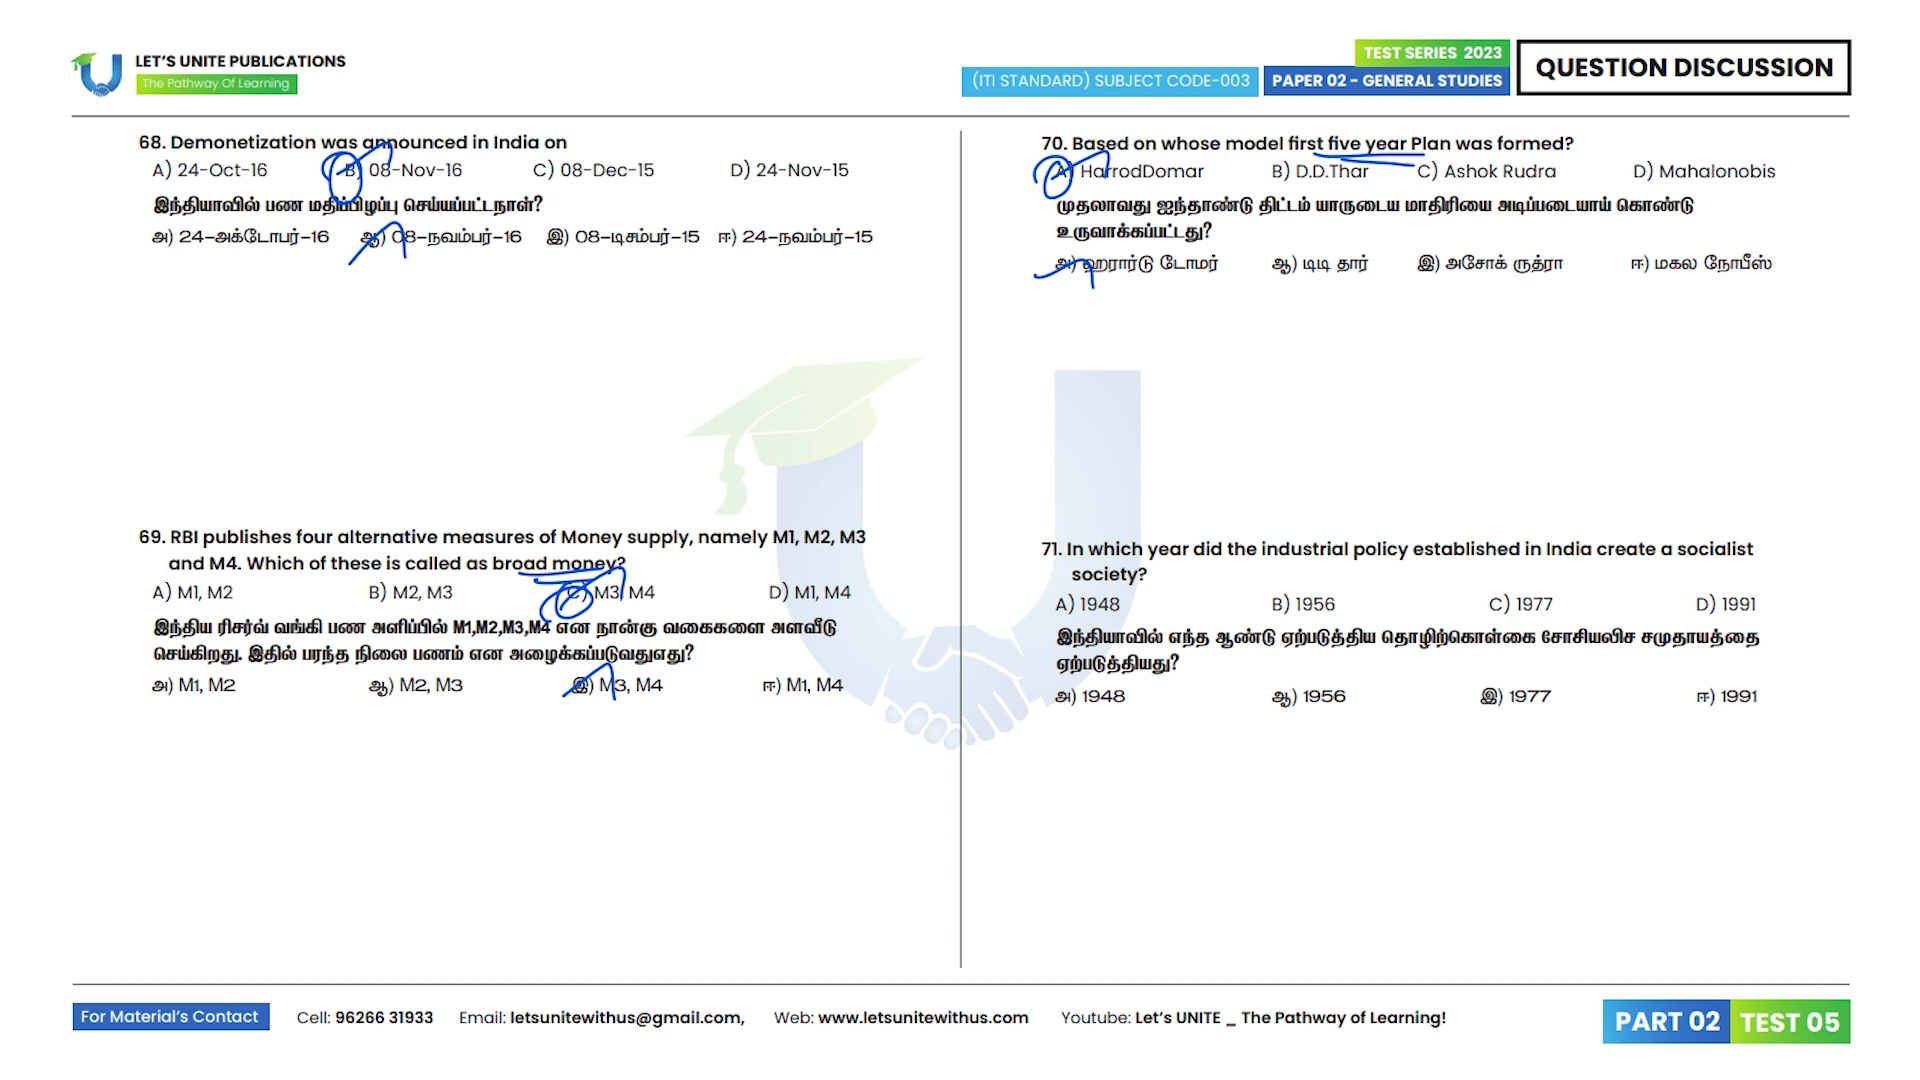 LET'S UNITE PUBLICATIONS
The Pathway Of Learning
TEST SERIES 2023
(ITI STANDARD) SUBJECT CODE-003
PAPER 02 - GENERAL STUDIES
QUESTION DISCUSSION
68. Demonetization was announced in India on
A) 24-Oct-16 B) 08-Nov-16 C) 08-Dec-15 D) 24-Nov-15
இந்தியாவில் பண மதிப்பிழப்பு செய்யப்பட்டநாள்?
அ) 24-அக்டோபர்-16 ஆ) 08-நவம்பர்-16 இ) 08-டிசம்பர்-15 ஈ) 24-நவம்பர்-15
69. RBI publishes four alternative measures of Money supply, namely M1, M2, M3
and M4. Which of these is called as broad money?
A) M1, M2 B) M2, M3 C) M3, M4 D) M1, M4
இந்திய ரிசர்வ் வங்கி பண அளிப்பில் M1,M2,M3,M4 என நான்கு வகைகளை அளவீடு
செய்கிறது. இதில் பரந்த நிலை பணம் என அழைக்கப்படுவதுஎது?
அ) M1, M2 ஆ) M2, M3 இ) M3, M4 ஈ) M1, M4
70. Based on whose model first five year Plan was formed?
A) HarrodDomar B) D.D.Thar C) Ashok Rudra D) Mahalonobis
முதலாவது ஐந்தாண்டு திட்டம் யாருடைய மாதிரியை அடிப்படையாய் கொண்டு
உருவாக்கப்பட்டது?
அ) ஹரார்டு டோமர் ஆ) டிடி தார் இ) அசோக் ருத்ரா ஈ) மகல நோபீஸ்
71. In which year did the industrial policy established in India create a socialist
society?
A) 1948 B) 1956 C) 1977 D) 1991
இந்தியாவில் எந்த ஆண்டு ஏற்படுத்திய தொழிற்கொள்கை சோசியலிச சமுதாயத்தை
ஏற்படுத்தியது?
அ) 1948 ஆ) 1956 இ) 1977 ஈ) 1991
For Material's Contact Cell: 96266 31933 Email: letsunitewithus@gmail.com, Web: www.letsunitewithus.com Youtube: Let's UNITE _ The Pathway of Learning!
PART 02 TEST 05